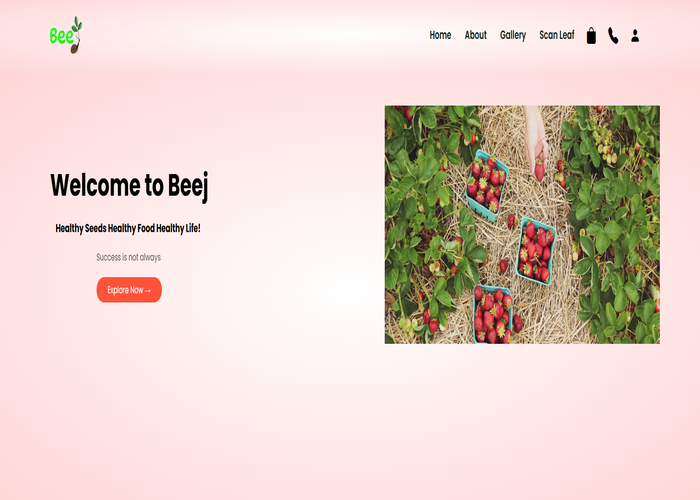 Bee
Home About Gallery Scan Leaf
Welcome to Beej
Healthy Seeds Healthy Food Healthy Life!
Success is not always
Explore Now →